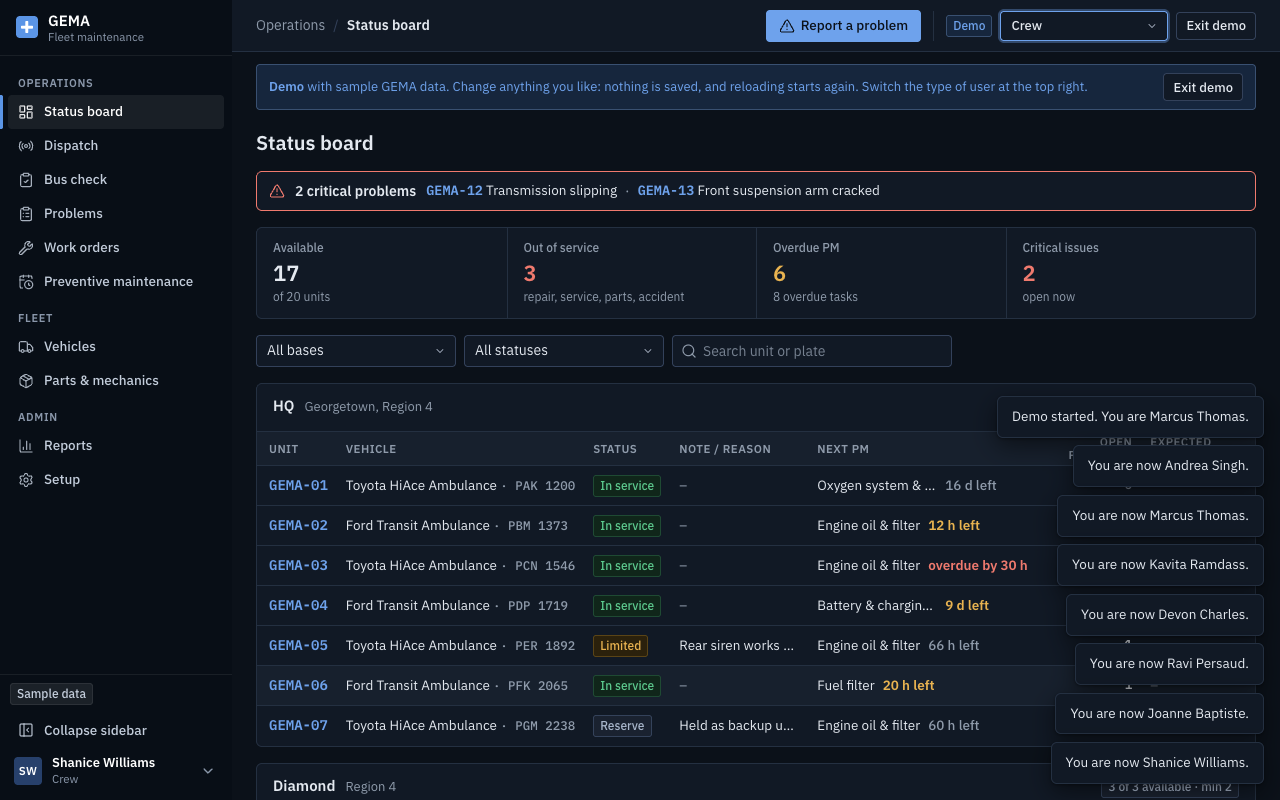 GEMA
Fleet maintenance
OPERATIONS
Status board
Dispatch
Bus check
Problems
Work orders
Preventive maintenance
FLEET
Vehicles
Parts & mechanics
ADMIN
Reports
Setup
Sample data
Collapse sidebar
SW
Shanice Williams
Crew
Operations / Status board
Report a problem
Demo
Crew
Exit demo
Demo with sample GEMA data. Change anything you like: nothing is saved, and reloading starts again. Switch the type of user at the top right.
Exit demo
Status board
2 critical problems GEMA-12 Transmission slipping · GEMA-13 Front suspension arm cracked
Available
17
of 20 units
Out of service
3
repair, service, parts, accident
Overdue PM
6
8 overdue tasks
Critical issues
2
open now
All bases
All statuses
Search unit or plate
HQ Georgetown, Region 4
UNIT VEHICLE STATUS NOTE / REASON NEXT PM OPEN EXPECTED
GEMA-01 Toyota HiAce Ambulance · PAK 1200 In service – Oxygen system & ... 16 d left
GEMA-02 Ford Transit Ambulance · PBM 1373 In service – Engine oil & filter 12 h left
GEMA-03 Toyota HiAce Ambulance · PCN 1546 In service – Engine oil & filter overdue by 30 h
GEMA-04 Ford Transit Ambulance · PDP 1719 In service – Battery & chargin... 9 d left
GEMA-05 Toyota HiAce Ambulance · PER 1892 Limited Rear siren works ... Engine oil & filter 66 h left
GEMA-06 Ford Transit Ambulance · PFK 2065 In service – Fuel filter 20 h left
GEMA-07 Toyota HiAce Ambulance · PGM 2238 Reserve Held as backup u... Engine oil & filter 60 h left
Diamond Region 4
3 of 3 available · min 2
Demo started. You are Marcus Thomas.
You are now Andrea Singh.
You are now Marcus Thomas.
You are now Kavita Ramdass.
You are now Devon Charles.
You are now Ravi Persaud.
You are now Joanne Baptiste.
You are now Shanice Williams.